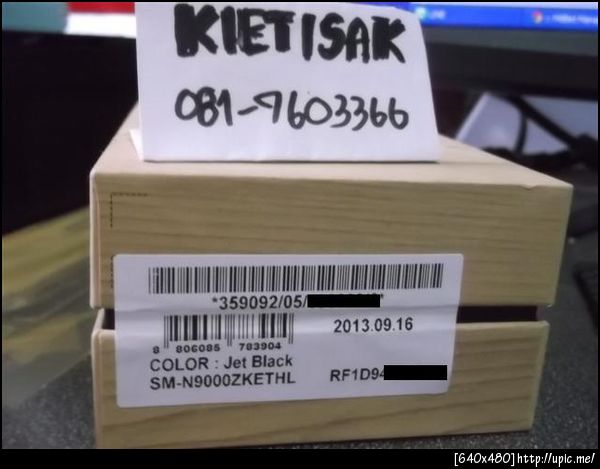 KIETISAK
081-7603366
*359092/05/
2013.09.16
8 806085 783904
COLOR : Jet Black
SM-N9000ZKETHL
RF1D94
[640x480]http://upic.me/